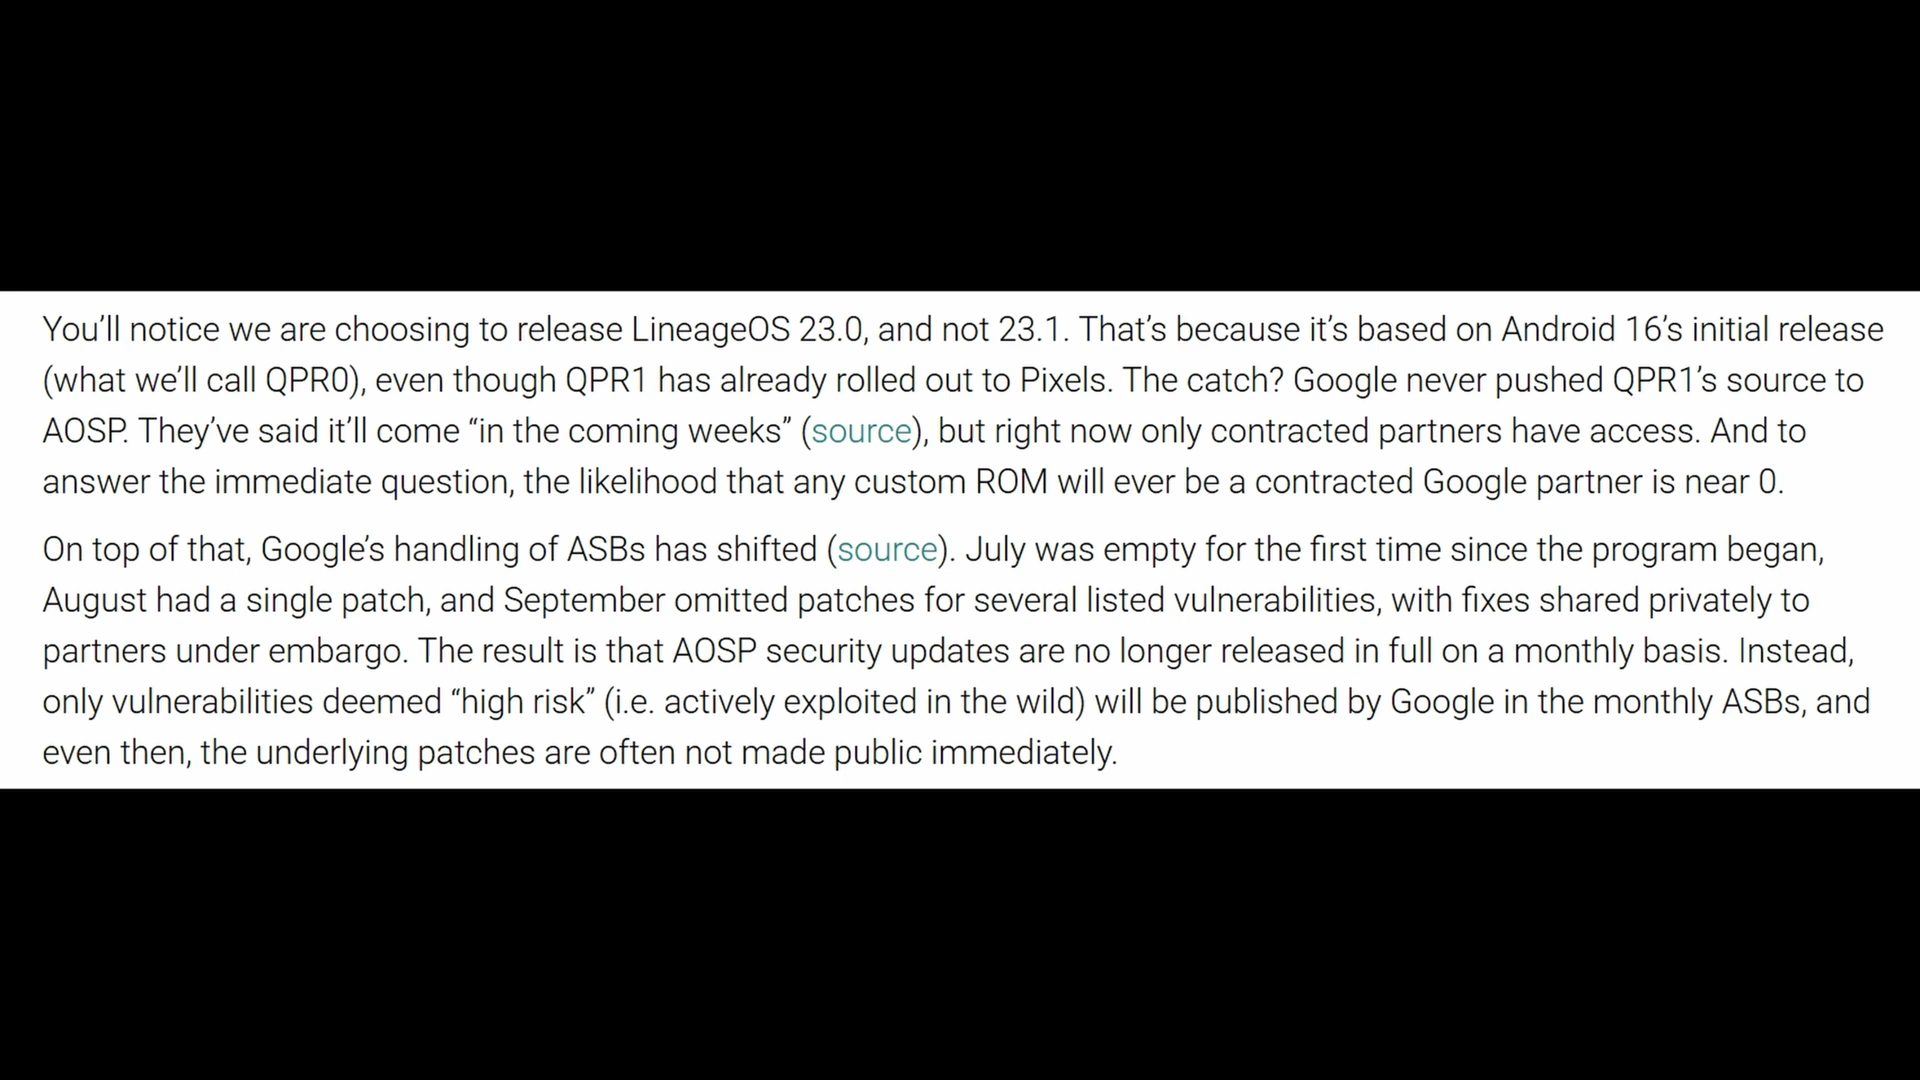 You’ll notice we are choosing to release LineageOS 23.0, and not 23.1. That’s because it’s based on Android 16’s initial release
(what we’ll call QPR0), even though QPR1 has already rolled out to Pixels. The catch? Google never pushed QPR1’s source to
AOSP. They’ve said it’ll come “in the coming weeks” (source), but right now only contracted partners have access. And to
answer the immediate question, the likelihood that any custom ROM will ever be a contracted Google partner is near 0.
On top of that, Google’s handling of ASBs has shifted (source). July was empty for the first time since the program began,
August had a single patch, and September omitted patches for several listed vulnerabilities, with fixes shared privately to
partners under embargo. The result is that AOSP security updates are no longer released in full on a monthly basis. Instead,
only vulnerabilities deemed “high risk” (i.e. actively exploited in the wild) will be published by Google in the monthly ASBs, and
even then, the underlying patches are often not made public immediately.